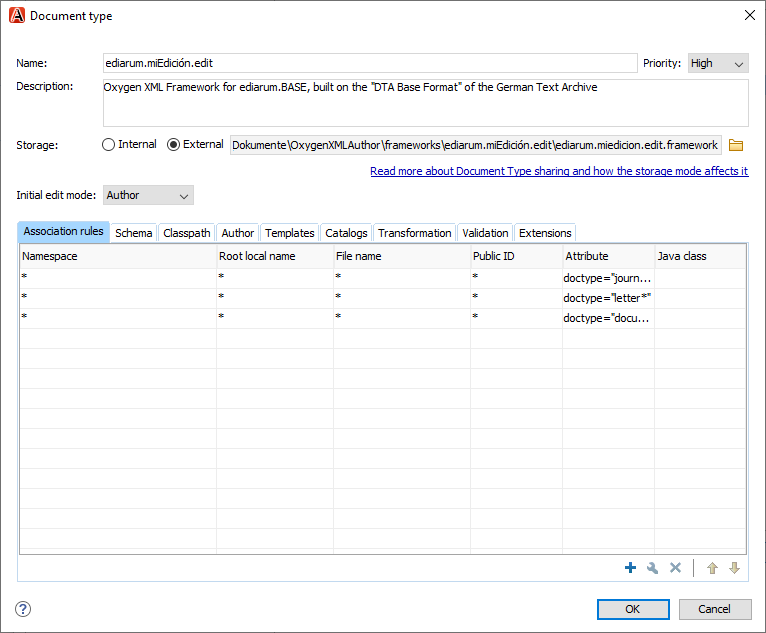 Document type
Name: ediarum.miEdición.edit Priority: High
Description: Oxygen XML Framework for ediarum.BASE, built on the "DTA Base Format" of the German Text Archive
Storage: Internal External Dokumente\OxygenXMLAuthor\frameworks\ediarum.miEdición.edit\ediarum.miedicion.edit.framework
Read more about Document Type sharing and how the storage mode affects it
Initial edit mode: Author
Association rules Schema Classpath Author Templates Catalogs Transformation Validation Extensions
Namespace Root local name File name Public ID Attribute Java class
* * * * doctype="journ...
* * * * doctype="letter*"
* * * * doctype="docu...
? OK Cancel